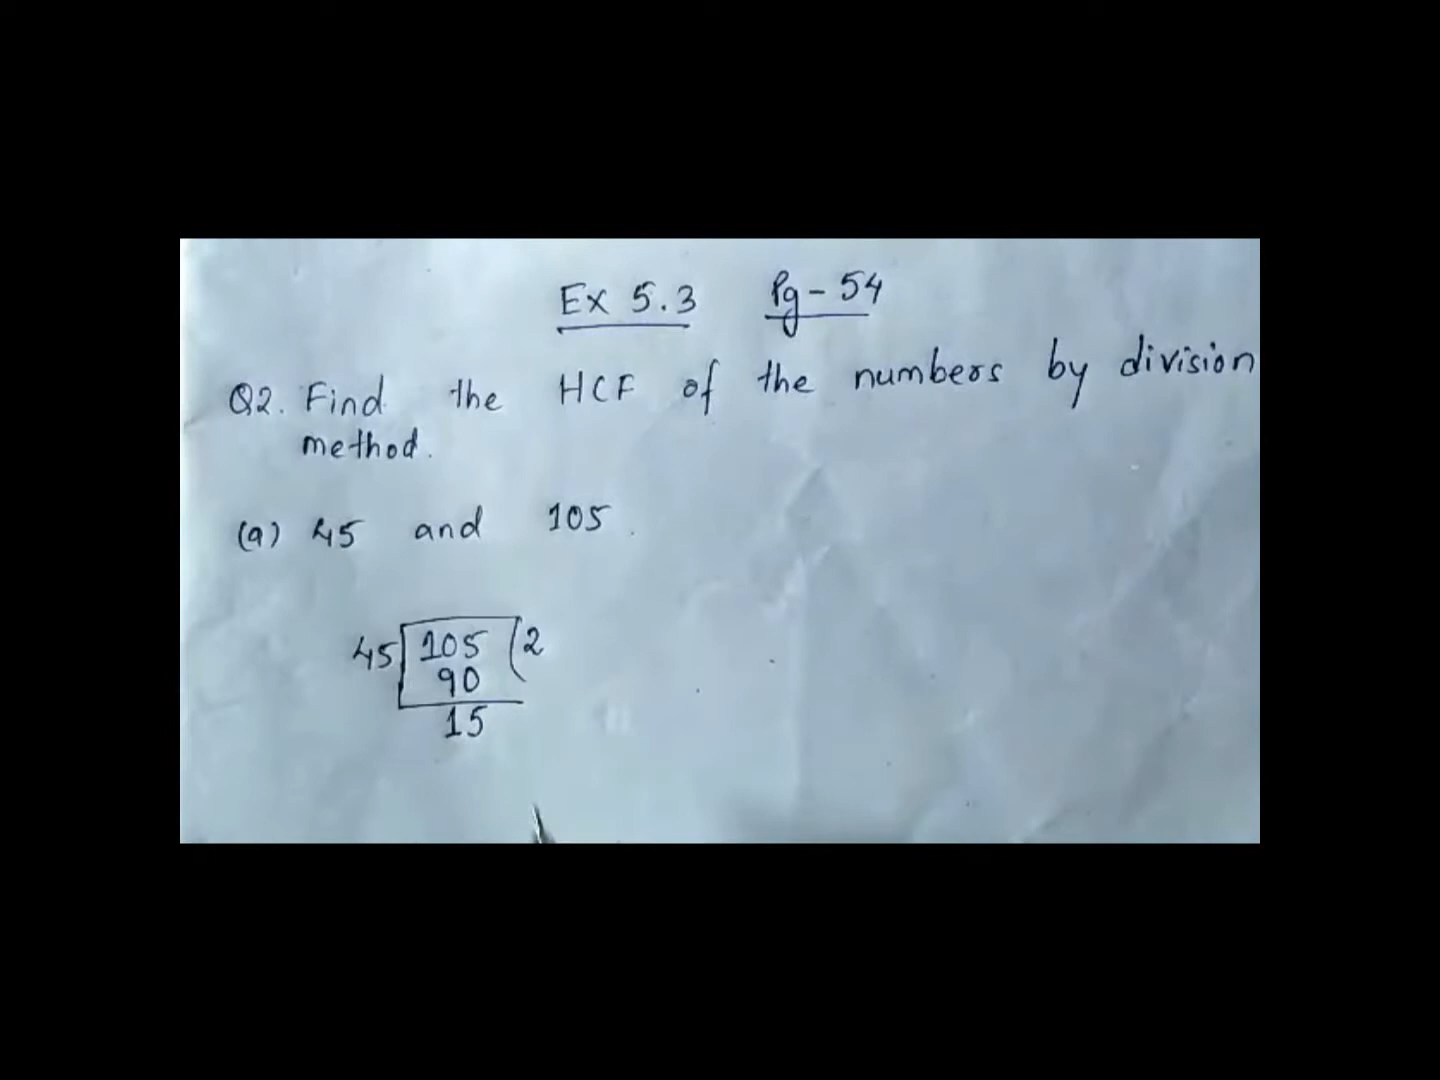 Ex 5.3 Pg - 54
Q2. Find the HCF of the numbers by division
method.
(a) 45 and 105.
45 105 2
90
15